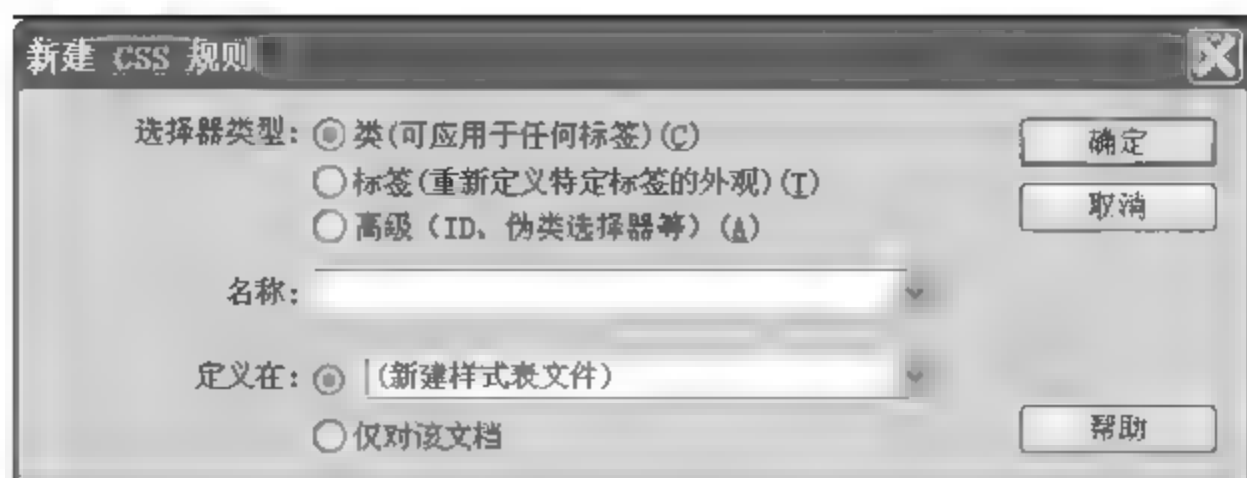 新建 CSS 规则
选择器类型: 类(可应用于任何标签)(C)
确定
标签(重新定义特定标签的外观)(T)
取消
高级（ID、伪类选择器等）(A)
名称:
定义在: (新建样式表文件)
仅对该文档
帮助